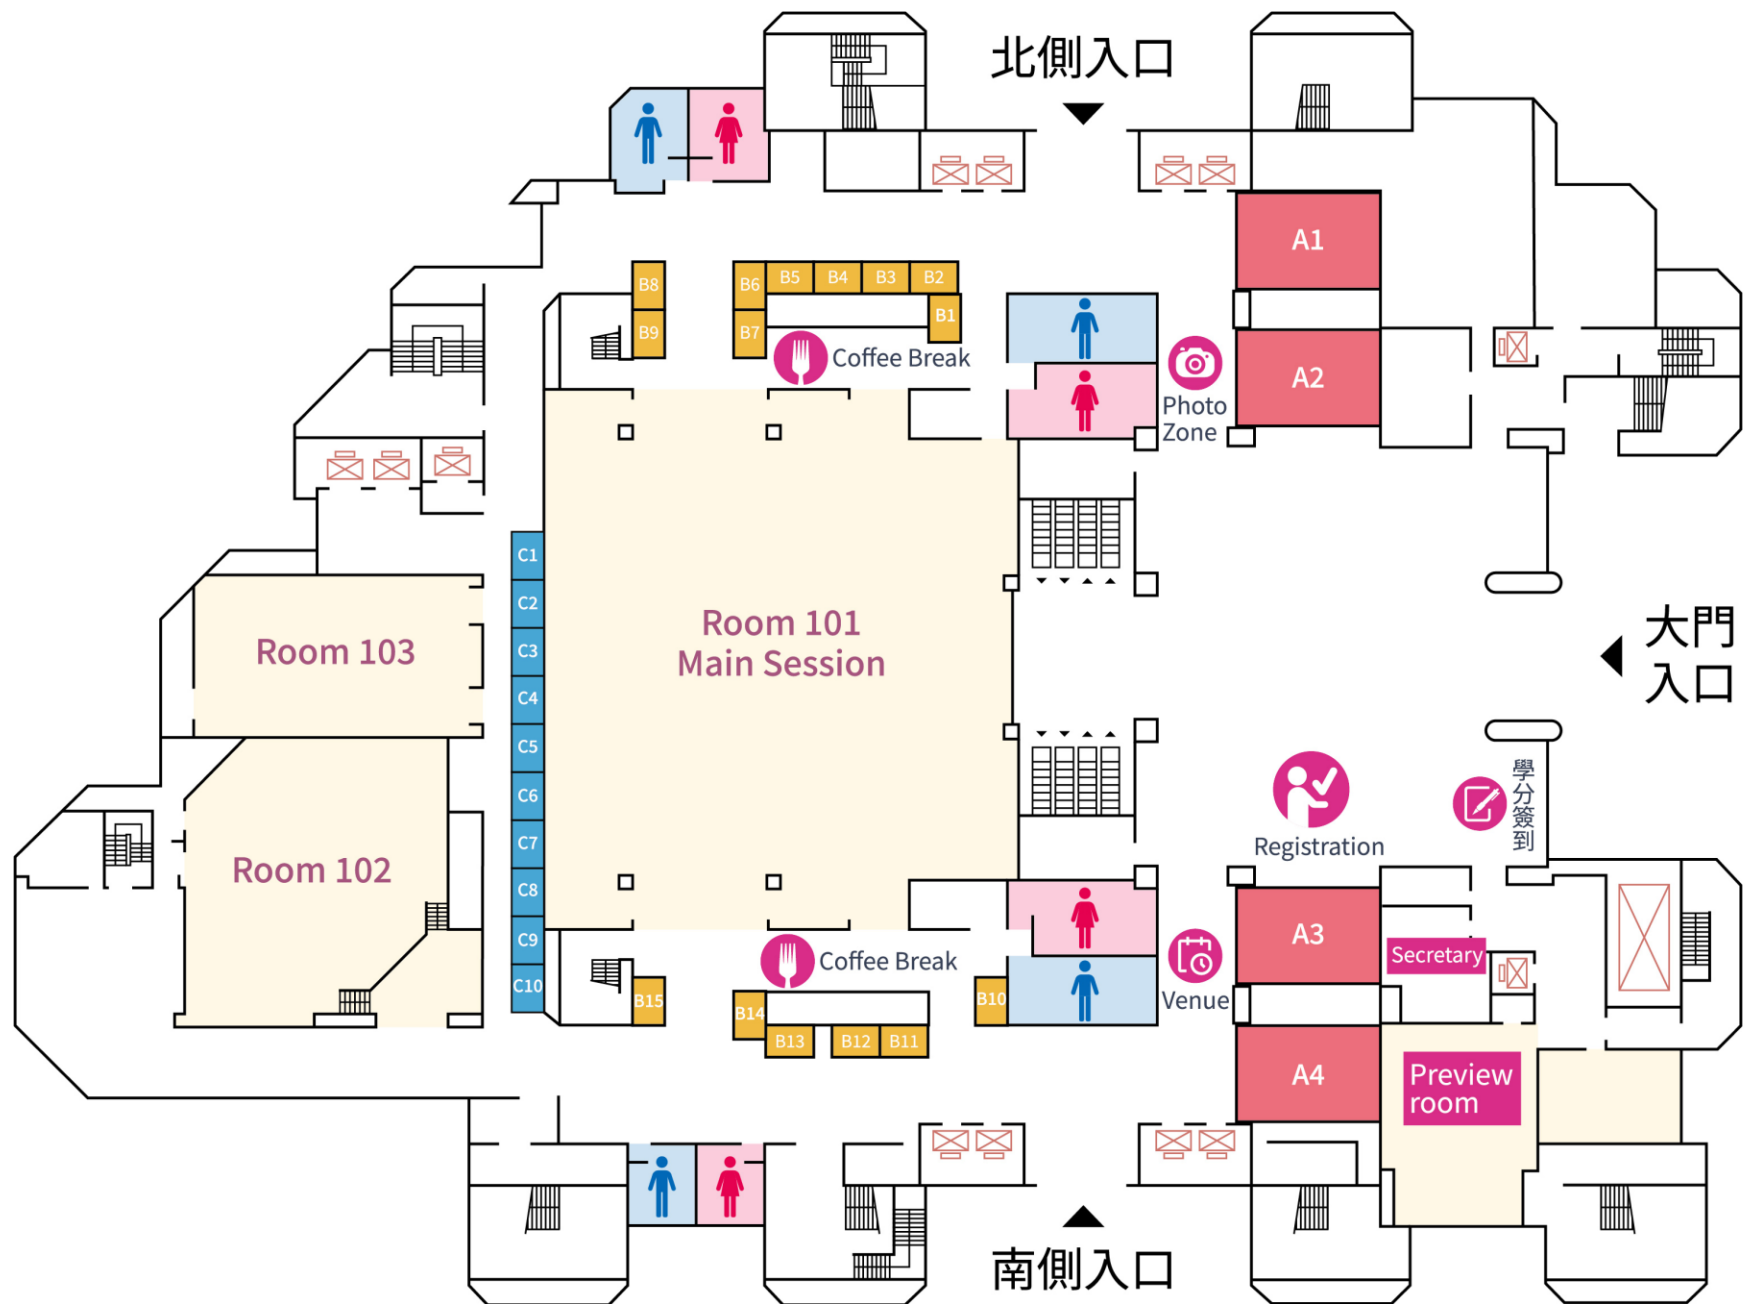 北側入口
A1
B8
B6
B5
B4
B3
B2
B9
B7
B1
Coffee Break
A2
Photo
Zone
C1
C2
C3
C4
C5
C6
C7
C8
C9
C10
Room 103
Room 101
Main Session
大門
入口
Room 102
Registration
學分簽到
Coffee Break
A3
Secretary
B15
B14
B10
Venue
B13
B12
B11
A4
Preview
room
南側入口